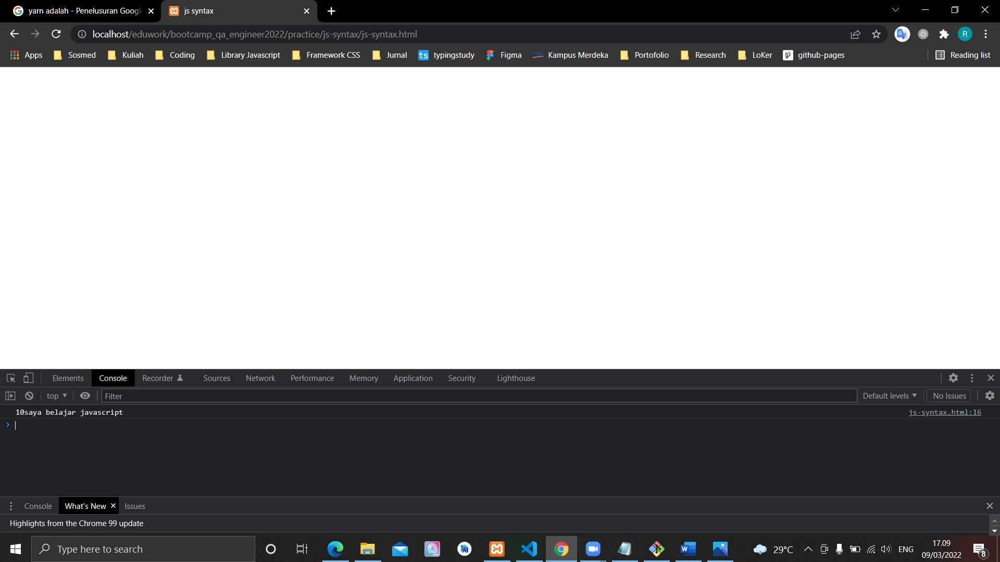 yarn adalah - Penelusuran Google
js syntax
localhost/eduwork/bootcamp_qa_engineer2022/practice/js-syntax/js-syntax.html
R
Apps Sosmed Kuliah Coding Library Javascript Framework CSS Jurnal ts typingstudy Figma Kampus Merdeka Portofolio Research LoKer github-pages Reading list
Elements Console Recorder Sources Network Performance Memory Application Security Lighthouse
top Filter Default levels No Issues
10saya belajar javascript js-syntax.html:16
Console What's New Issues
Highlights from the Chrome 99 update
Type here to search
29°C ENG
17.09
09/03/2022
8